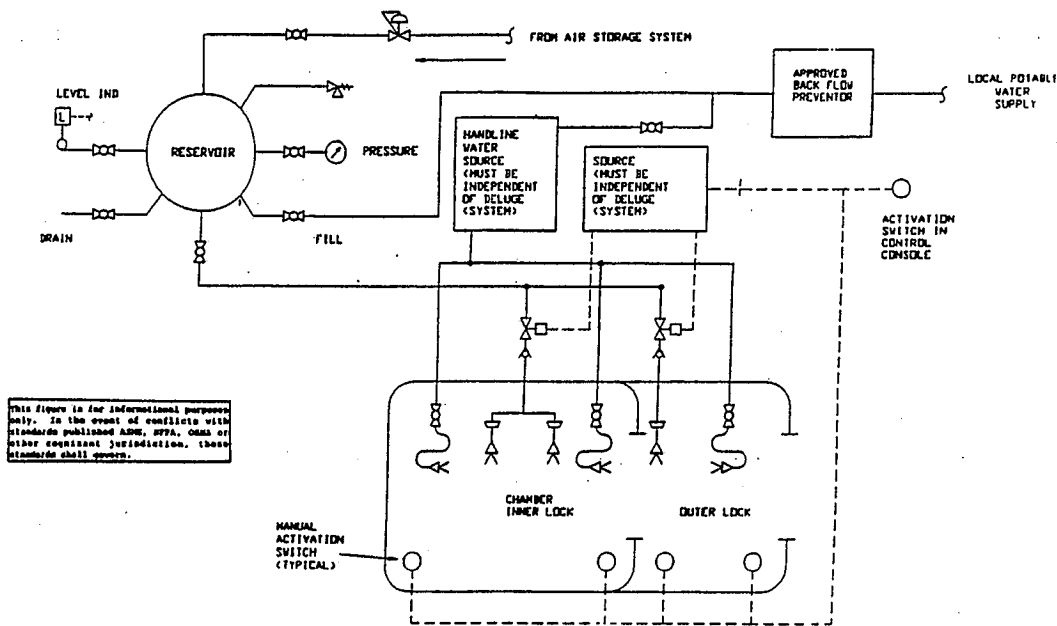 FROM AIR STORAGE SYSTEM
LEVEL IND
L
RESERVOIR
PRESSURE
DRAIN
FILL
HANDLINE
WATER
SOURCE
(MUST BE
INDEPENDENT
OF DELUGE
(SYSTEM)
SOURCE
(MUST BE
INDEPENDENT
OF DELUGE
(SYSTEM)
APPROVED
BACK FLOW
PREVENTOR
LOCAL POTABLE
WATER
SUPPLY
ACTIVATION
SWITCH IN
CONTROL
CONSOLE
This figure is for informational purposes
only. In the event of conflicts with
standards published ASME, NFPA, OSHA or
other cognizant jurisdiction, these
standards shall govern.
CHAMBER
INNER LOCK
OUTER LOCK
MANUAL
ACTIVATION
SWITCH
(TYPICAL)